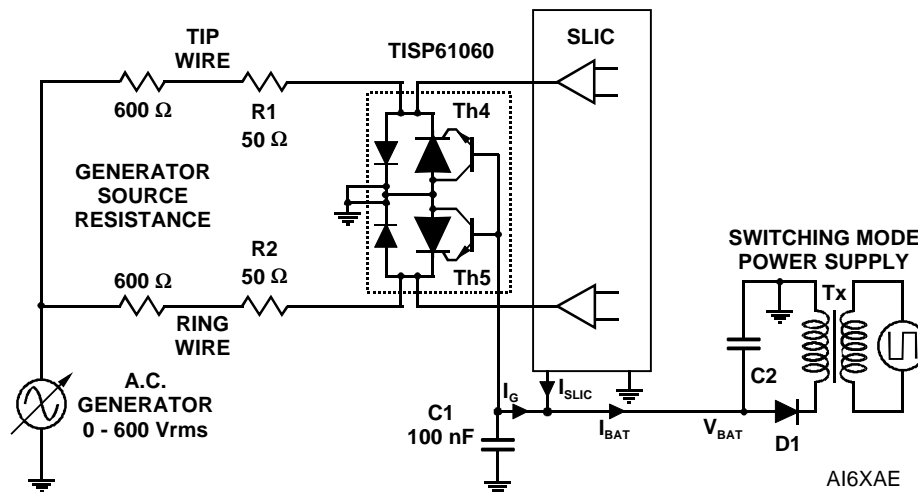 TIP
WIRE
TISP61060
SLIC
600 Ω
R1
50 Ω
Th4
GENERATOR
SOURCE
RESISTANCE
R2
50 Ω
Th5
600 Ω
RING
WIRE
SWITCHING MODE
POWER SUPPLY
Tx
A.C.
GENERATOR
0 - 600 Vrms
C1
100 nF
IG
ISLIC
IBAT
VBAT
C2
D1
AI6XAE